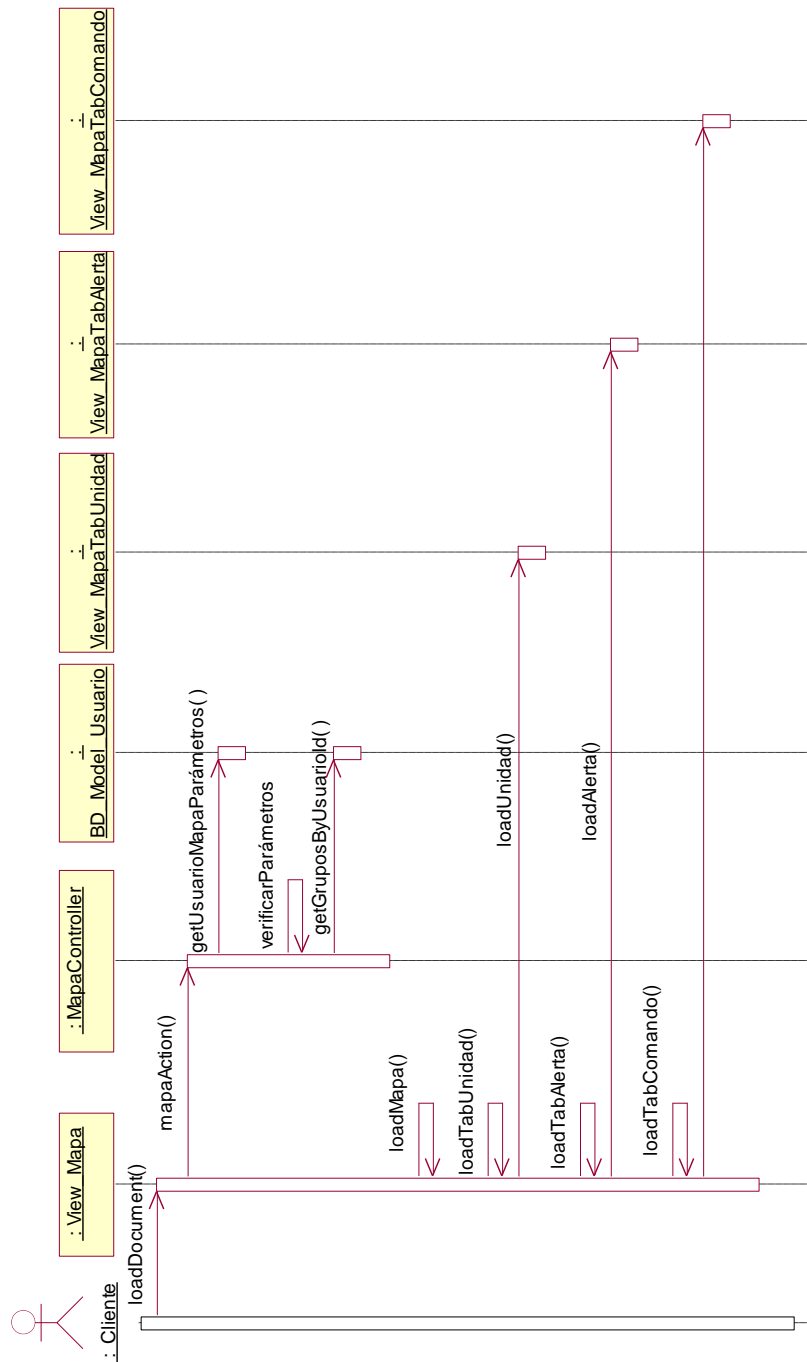 : Cliente
: View_Mapa
: MapaController
:
BD_Model_Usuario
:
View_MapaTabUnidad
:
View_MapaTabAlerta
:
View_MapaTabComando
loadDocument()
mapaAction()
getUsuarioMapaParámetros( )
verificarParámetros
getGruposByUsuarioId( )
loadMapa()
loadTabUnidad()
loadUnidad()
loadTabAlerta()
loadAlerta()
loadTabComando()